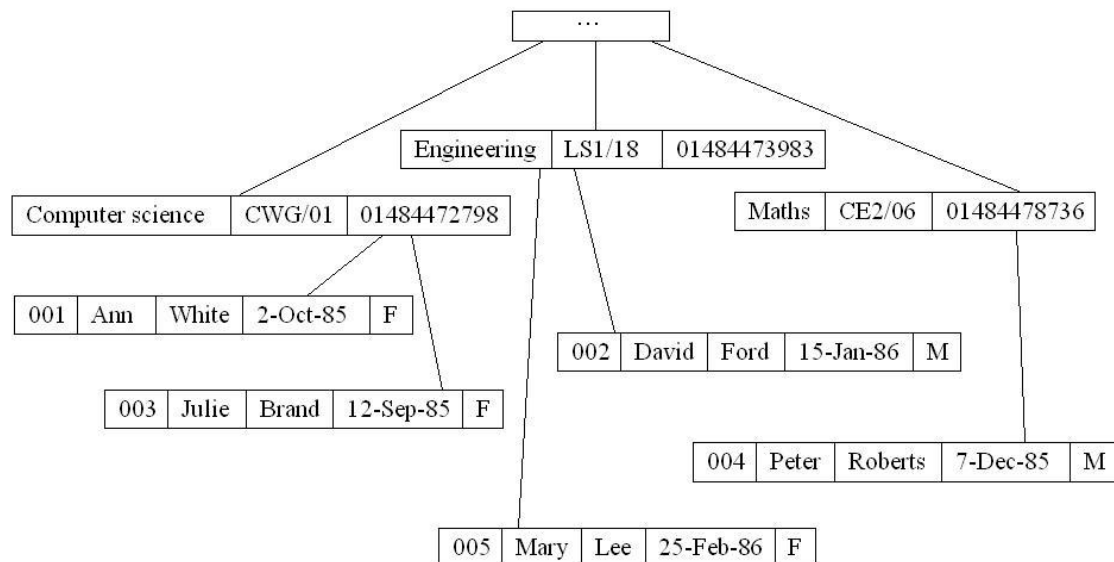 ...
Engineering LS1/18 01484473983
Computer science CWG/01 01484472798
Maths CE2/06 01484478736
001 Ann White 2-Oct-85 F
002 David Ford 15-Jan-86 M
003 Julie Brand 12-Sep-85 F
004 Peter Roberts 7-Dec-85 M
005 Mary Lee 25-Feb-86 F